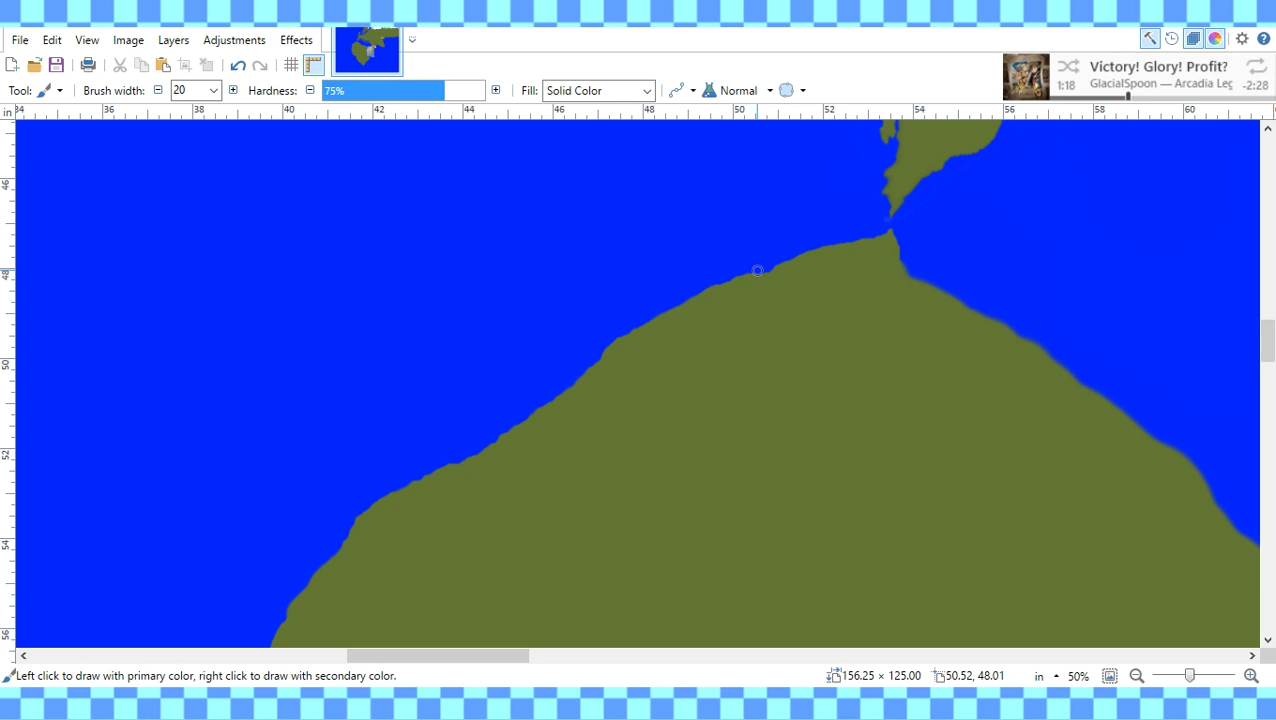 File Edit View Image Layers Adjustments Effects
Victory! Glory! Profit?
1:18 GlacialSpoon — Arcadia Leg -2:28
Tool: Brush width: 20 Hardness: 75% Fill: Solid Color Normal
in 34 36 38 40 42 44 46 48 50 52 54 56 58 60
46
48
50
52
54
56
Left click to draw with primary color, right click to draw with secondary color. 156.25 × 125.00 50.52, 48.01 in 50%